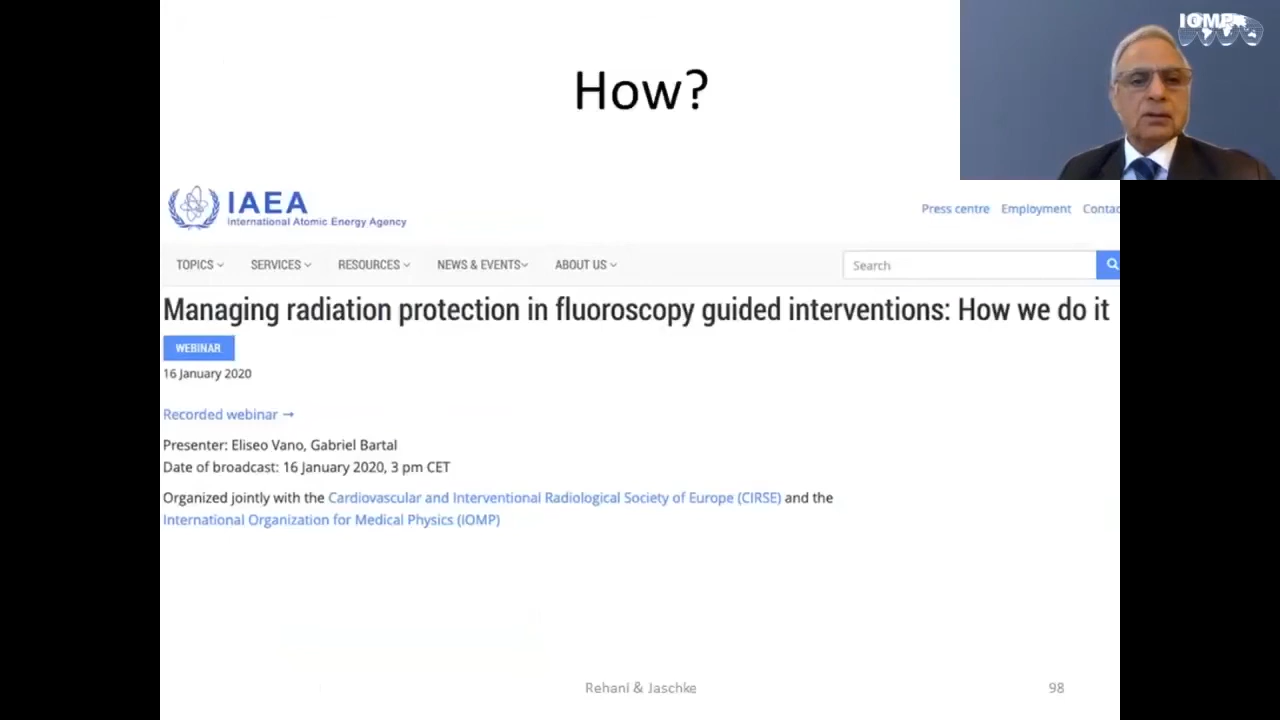 How?
IOMP
IAEA
International Atomic Energy Agency
Press centre Employment Contac
TOPICS SERVICES RESOURCES NEWS & EVENTS ABOUT US
Search
Managing radiation protection in fluoroscopy guided interventions: How we do it
WEBINAR
16 January 2020
Recorded webinar →
Presenter: Eliseo Vano, Gabriel Bartal
Date of broadcast: 16 January 2020, 3 pm CET
Organized jointly with the Cardiovascular and Interventional Radiological Society of Europe (CIRSE) and the
International Organization for Medical Physics (IOMP)
Rehani & Jaschke
98